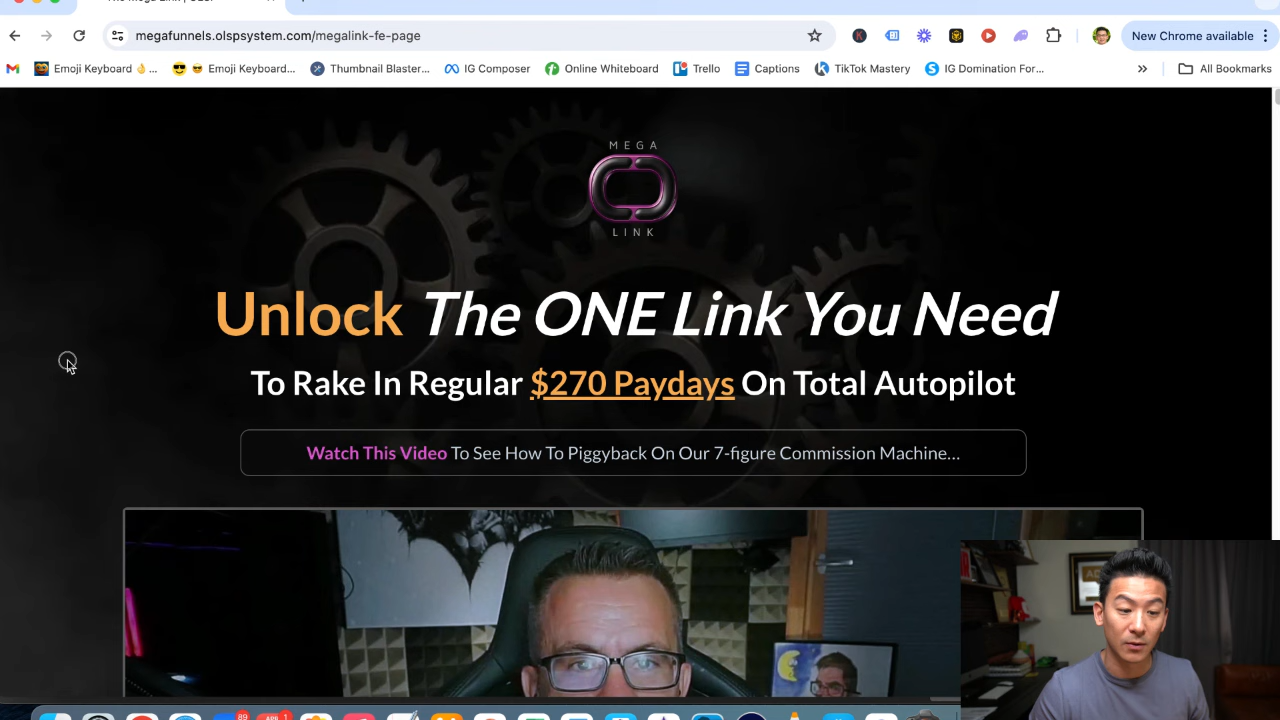 megafunnels.olspsystem.com/megalink-fe-page
New Chrome available
Emoji Keyboard 👌 ...
😎 Emoji Keyboard...
Thumbnail Blaster...
IG Composer
Online Whiteboard
Trello
Captions
TikTok Mastery
IG Domination For...
All Bookmarks
MEGA
LINK
Unlock The ONE Link You Need
To Rake In Regular $270 Paydays On Total Autopilot
Watch This Video To See How To Piggyback On Our 7-figure Commission Machine...
89
APR 1